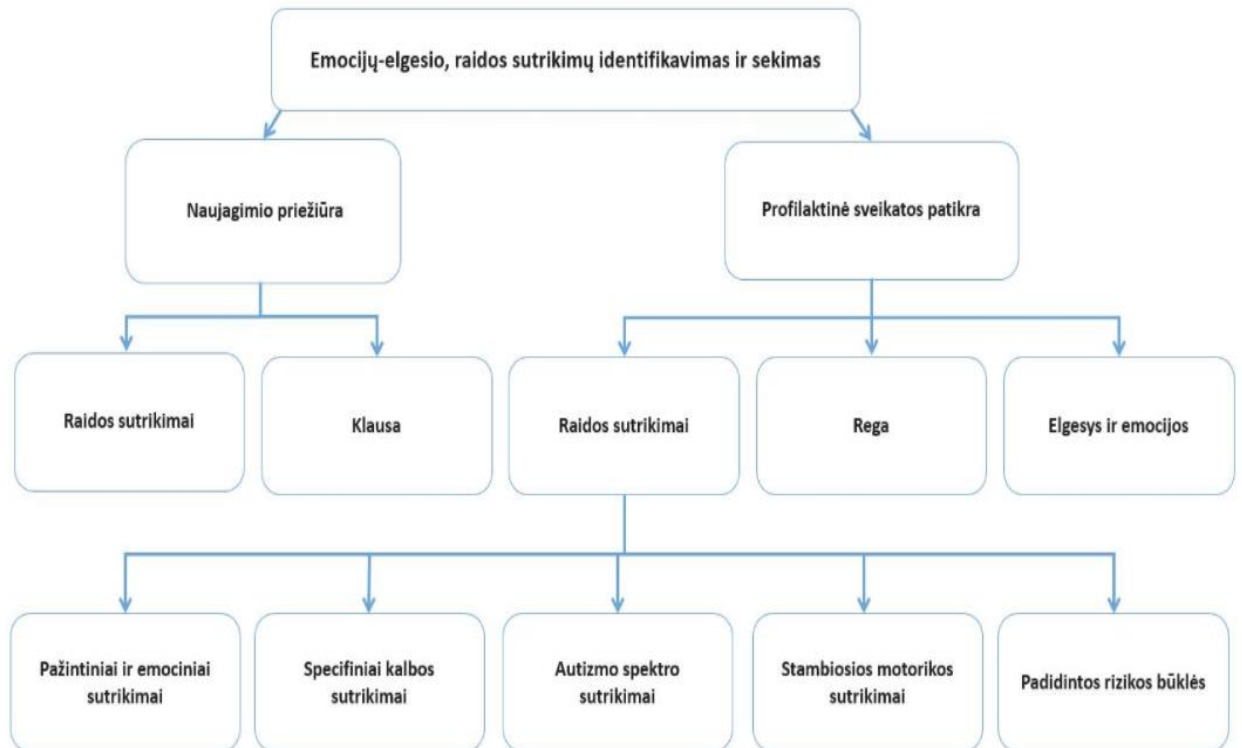 Emocijų-elgesio, raidos sutrikimų identifikavimas ir sekimas
Naujagimio priežiūra
Profilaktinė sveikatos patikra
Raidos sutrikimai
Klausa
Raidos sutrikimai
Rega
Elgesys ir emocijos
Pažintiniai ir emociniai
sutrikimai
Specifiniai kalbos
sutrikimai
Autizmo spektro
sutrikimai
Stambiosios motorikos
sutrikimai
Padidintos rizikos būklės